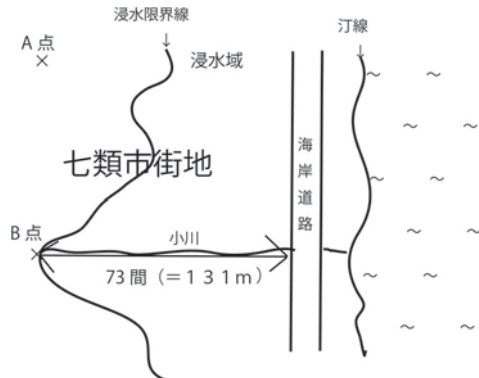 浸水限界線
↓
汀線
↓
A点
×
浸水域
七類市街地
海岸道路
B点
×
小川
73間（=１３１m）